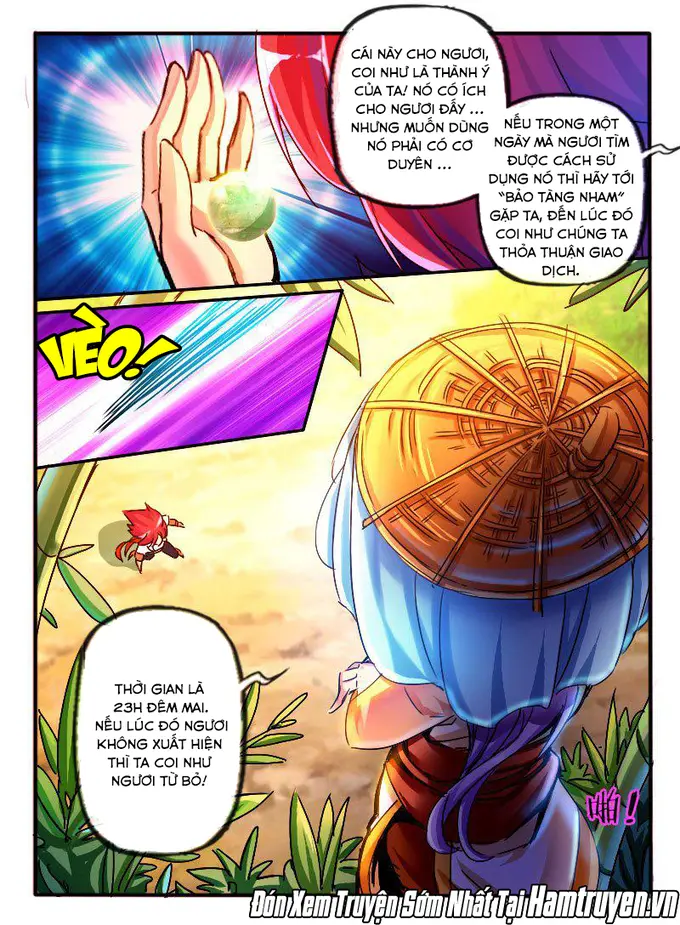 CÁI NÀY CHO NGƯƠI,
COI NHƯ LÀ THÀNH Ý
CỦA TA! NÓ CÓ ÍCH
CHO NGƯƠI ĐẤY ...
NHƯNG MUỐN DÙNG
NÓ PHẢI CÓ CƠ
DUYÊN ...
NẾU TRONG MỘT
NGÀY MÀ NGƯƠI TÌM
ĐƯỢC CÁCH SỬ
DỤNG NÓ THÌ HÃY TỚI
"BẢO TÀNG NHAM"
GẶP TA, ĐẾN LÚC ĐÓ
COI NHƯ CHÚNG TA
THỎA THUẬN GIAO
DỊCH.
VÈO!
THỜI GIAN LÀ
23H ĐÊM MAI.
NẾU LÚC ĐÓ NGƯƠI
KHÔNG XUẤT HIỆN
THÌ TA COI NHƯ
NGƯƠI TỪ BỎ!
Đón Xem Truyện Sớm Nhất Tại Hamtruyen.vn